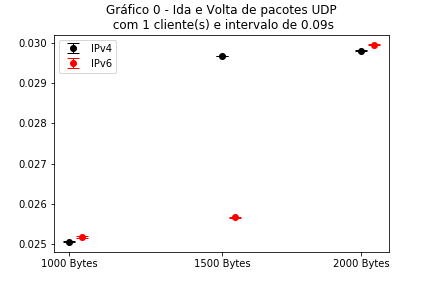 Gráfico 0 - Ida e Volta de pacotes UDP
com 1 cliente(s) e intervalo de 0.09s
IPv4
IPv6
0.030
0.029
0.028
0.027
0.026
0.025
1000 Bytes
1500 Bytes
2000 Bytes